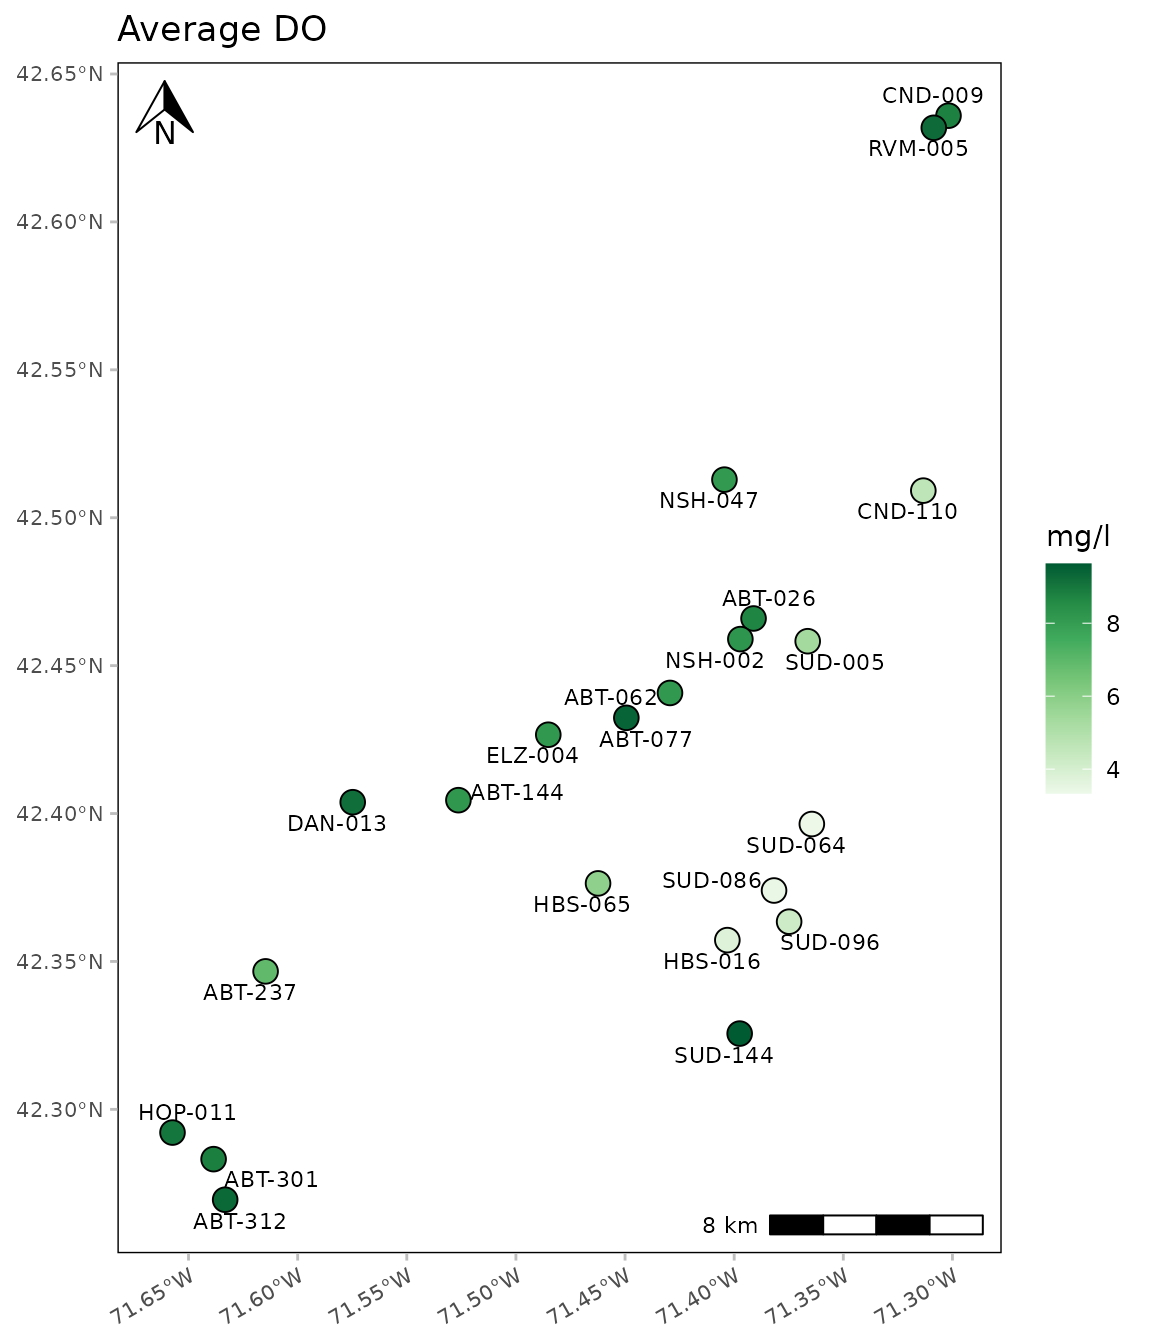 Average DO
42.65°N
42.60°N
42.55°N
42.50°N
42.45°N
42.40°N
42.35°N
42.30°N
N
CND-009
RVM-005
NSH-047
CND-110
ABT-026
NSH-002
SUD-005
ABT-062
ABT-077
ELZ-004
ABT-144
DAN-013
SUD-064
SUD-086
HBS-065
SUD-096
HBS-016
ABT-237
SUD-144
HOP-011
ABT-301
ABT-312
8 km
71.65°W
71.60°W
71.55°W
71.50°W
71.45°W
71.40°W
71.35°W
71.30°W
mg/l
8
6
4